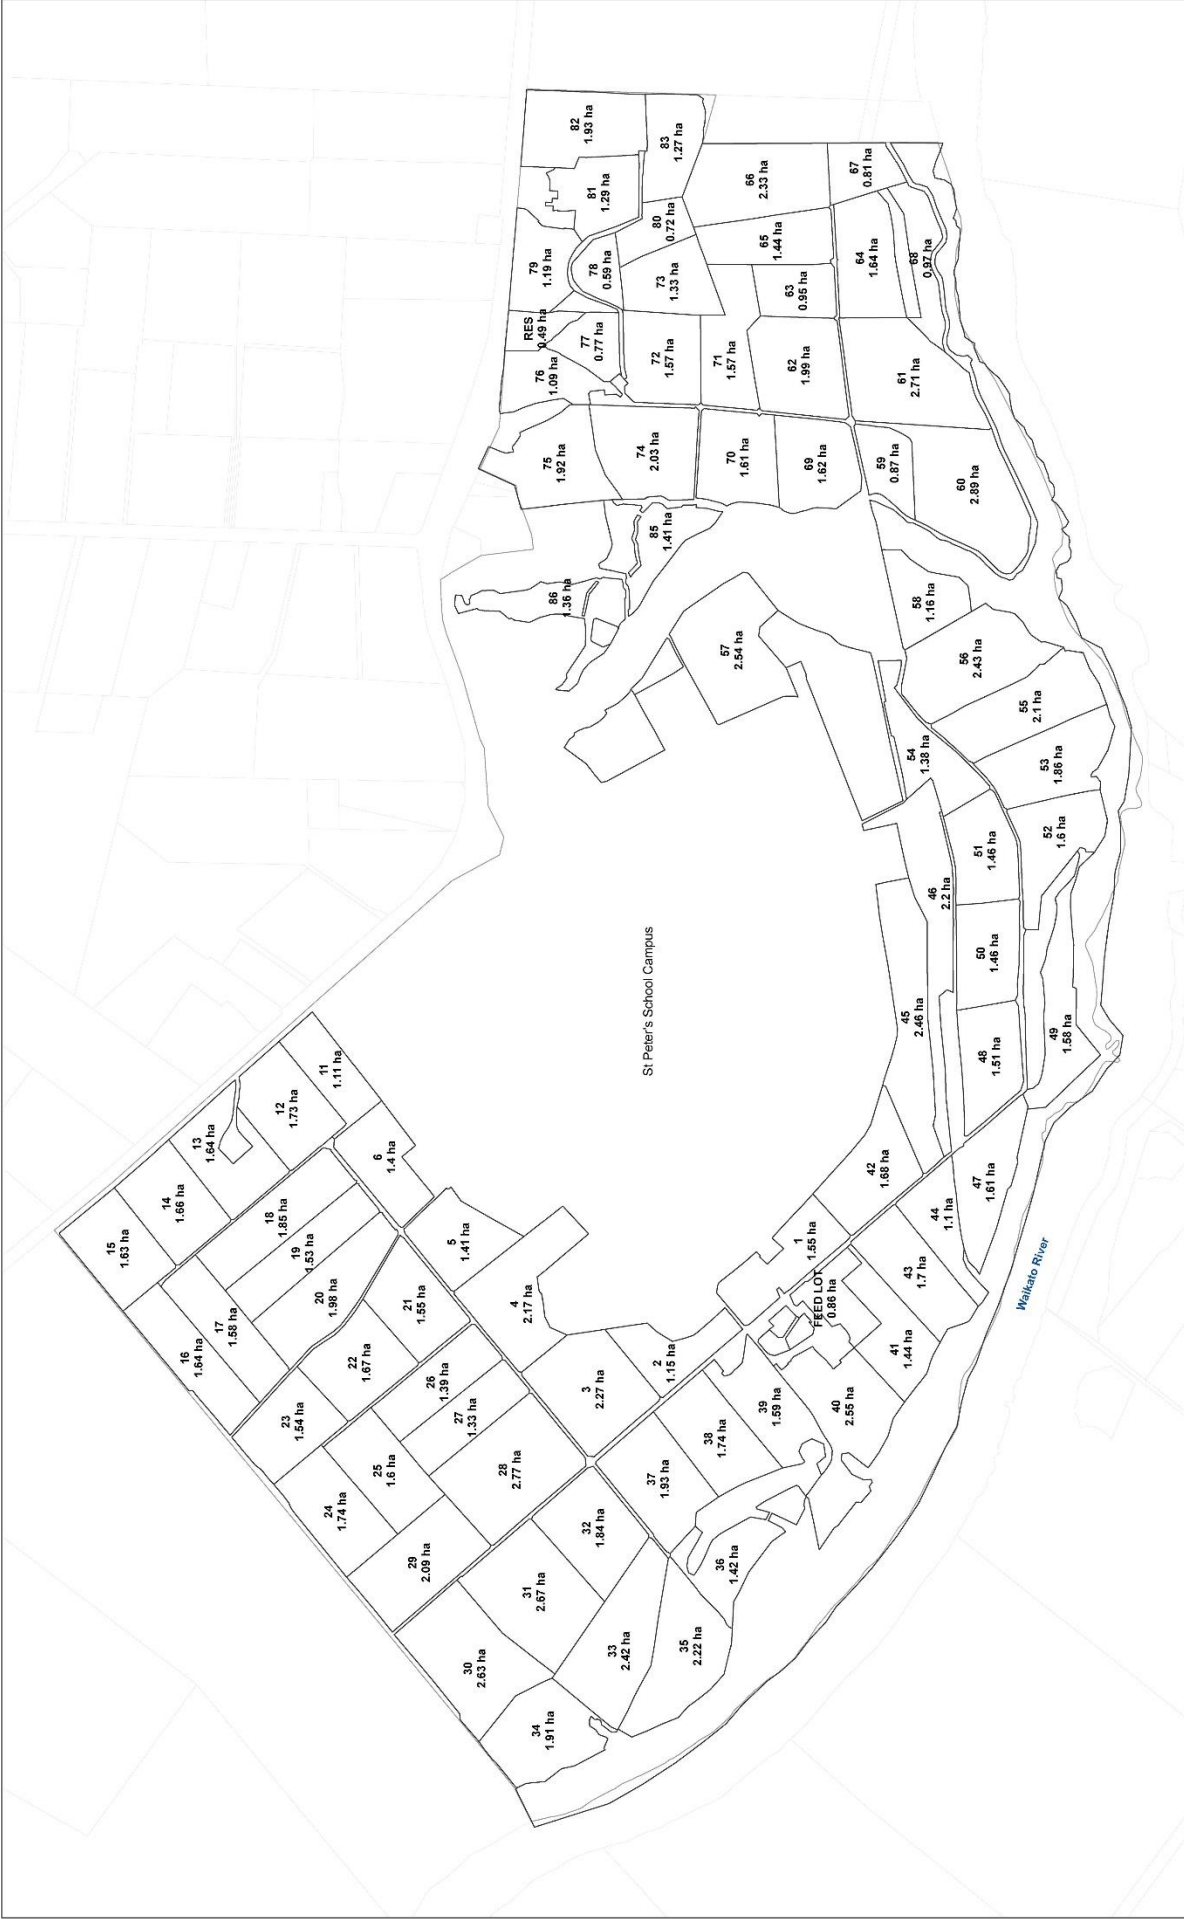 15
1.63 ha
14
1.66 ha
16
1.64 ha
13
1.64 ha
17
1.58 ha
18
1.85 ha
12
1.73 ha
23
1.54 ha
19
1.53 ha
20
1.98 ha
11
1.11 ha
24
1.74 ha
22
1.67 ha
25
1.6 ha
6
1.4 ha
21
1.55 ha
29
2.09 ha
26
1.39 ha
5
1.41 ha
27
1.33 ha
30
2.63 ha
28
2.77 ha
4
2.17 ha
31
2.67 ha
RES
0.49 ha
79
1.19 ha
34
1.91 ha
76
1.09 ha
75
1.92 ha
86
1.36 ha
82
1.93 ha
77
0.77 ha
32
1.84 ha
3
2.27 ha
81
1.29 ha
78
0.59 ha
33
2.42 ha
74
2.03 ha
St Peter's School Campus
37
1.93 ha
85
1.41 ha
72
1.57 ha
2
1.15 ha
80
0.72 ha
73
1.33 ha
83
1.27 ha
35
2.22 ha
38
1.74 ha
36
1.42 ha
71
1.57 ha
57
2.54 ha
70
1.61 ha
66
2.33 ha
39
1.59 ha
65
1.44 ha
63
0.95 ha
62
1.99 ha
1
1.55 ha
69
1.62 ha
FEED LOT
0.86 ha
40
2.55 ha
67
0.81 ha
64
1.64 ha
42
1.68 ha
59
0.87 ha
41
1.44 ha
61
2.71 ha
43
1.7 ha
45
2.46 ha
54
1.38 ha
58
1.16 ha
68
0.97 ha
44
1.1 ha
46
2.2 ha
60
2.89 ha
56
2.43 ha
47
1.61 ha
50
1.46 ha
51
1.46 ha
48
1.51 ha
55
2.1 ha
Waikato River
53
1.86 ha
52
1.6 ha
49
1.58 ha